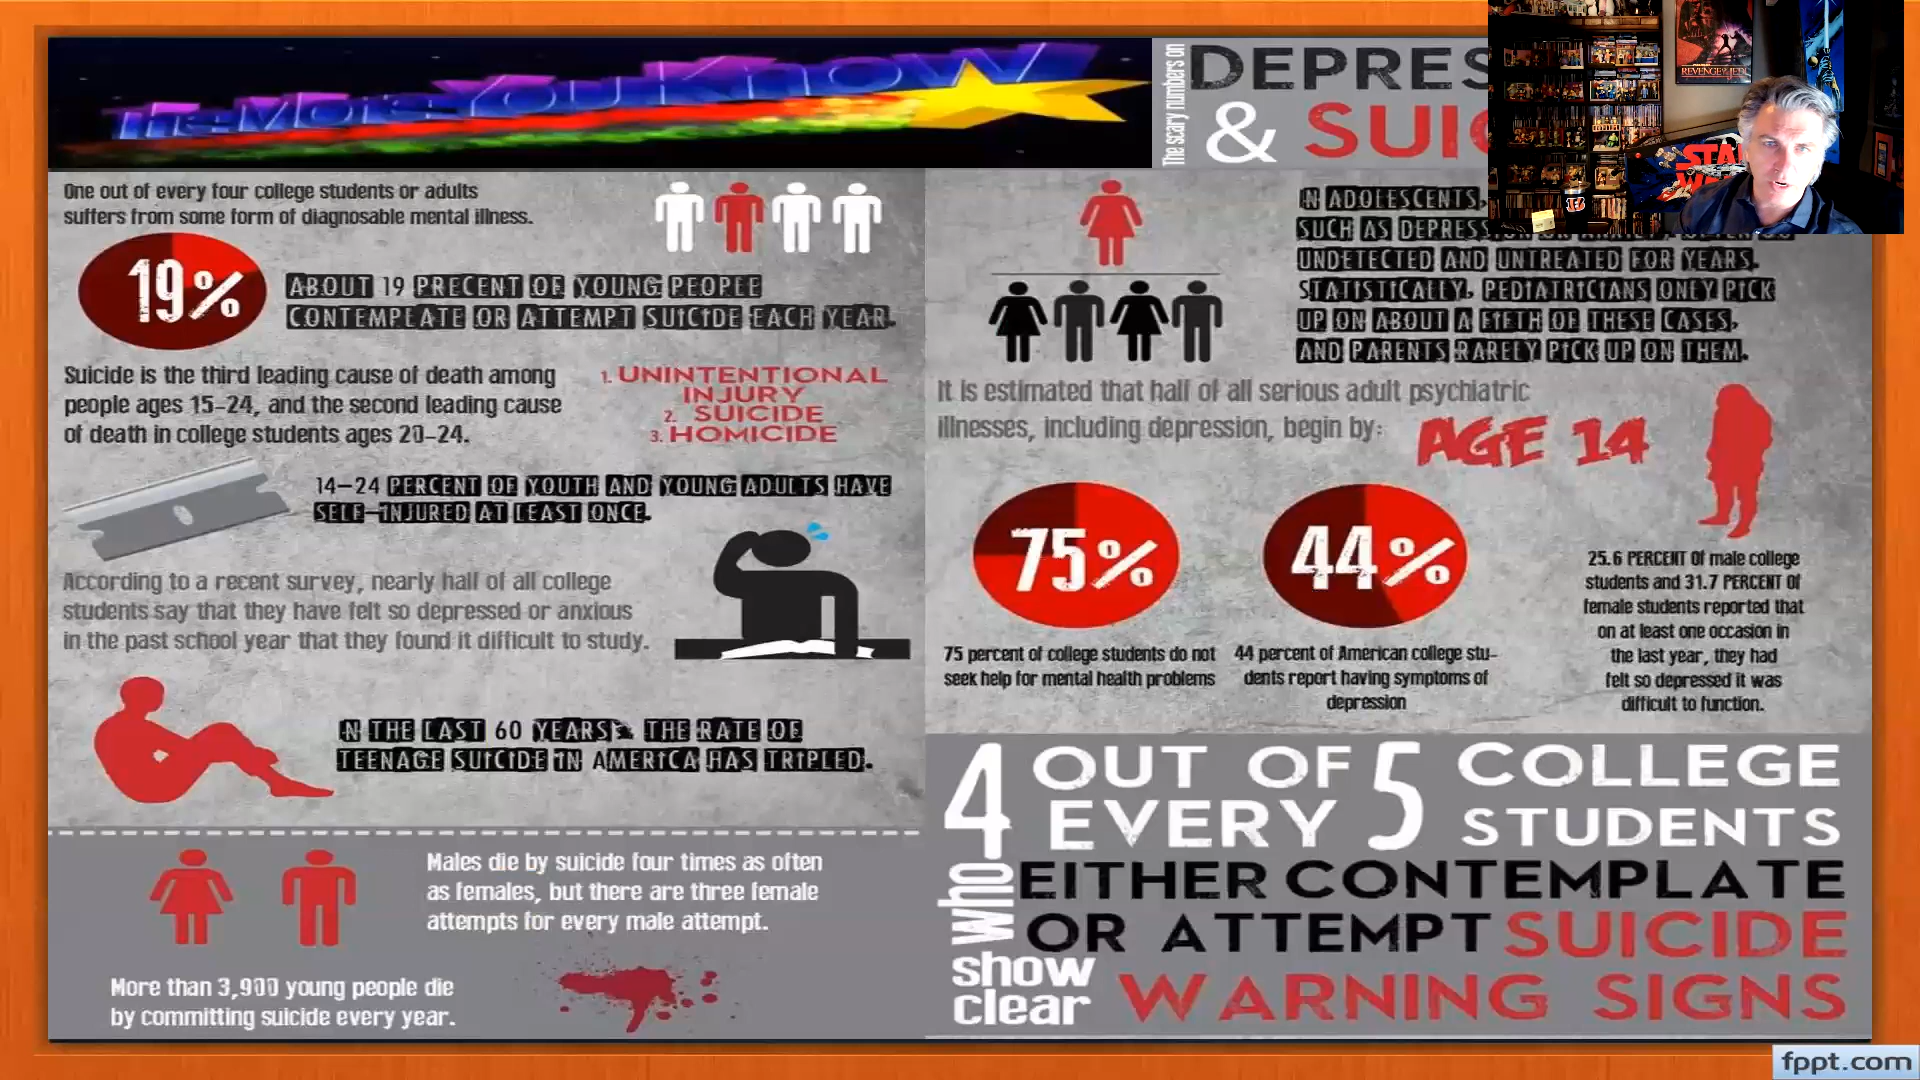 The More You Know
The scary numbers on
DEPRES
& SUIC
REVENGE OF THE JEDI
STAR
WA
One out of every four college students or adults
suffers from some form of diagnosable mental illness.
19%
ABOUT 19 PRECENT OF YOUNG PEOPLE
CONTEMPLATE OR ATTEMPT SUICIDE EACH YEAR.
Suicide is the third leading cause of death among
people ages 15-24, and the second leading cause
of death in college students ages 20-24.
1. UNINTENTIONAL
INJURY
2. SUICIDE
3. HOMICIDE
14-24 PERCENT OF YOUTH AND YOUNG ADULTS HAVE
SELF-INJURED AT LEAST ONCE.
According to a recent survey, nearly half of all college
students say that they have felt so depressed or anxious
in the past school year that they found it difficult to study.
IN THE LAST 60 YEARS, THE RATE OF
TEENAGE SUICIDE IN AMERICA HAS TRIPLED.
Males die by suicide four times as often
as females, but there are three female
attempts for every male attempt.
More than 3,900 young people die
by committing suicide every year.
IN ADOLESCENTS,
SUCH AS DEPRESS
UNDETECTED AND UNTREATED FOR YEARS.
STATISTICALLY, PEDIATRICIANS ONLY PICK
UP ON ABOUT A FIFTH OF THESE CASES,
AND PARENTS RARELY PICK UP ON THEM.
It is estimated that half of all serious adult psychiatric
illnesses, including depression, begin by:
AGE 14
75%
75 percent of college students do not
seek help for mental health problems
44%
44 percent of American college stu-
dents report having symptoms of
depression
25.6 PERCENT Of male college
students and 31.7 PERCENT Of
female students reported that
on at least one occasion in
the last year, they had
felt so depressed it was
difficult to function.
4 OUT OF EVERY 5 COLLEGE STUDENTS
who EITHER CONTEMPLATE
OR ATTEMPT SUICIDE
show clear WARNING SIGNS
fppt.com